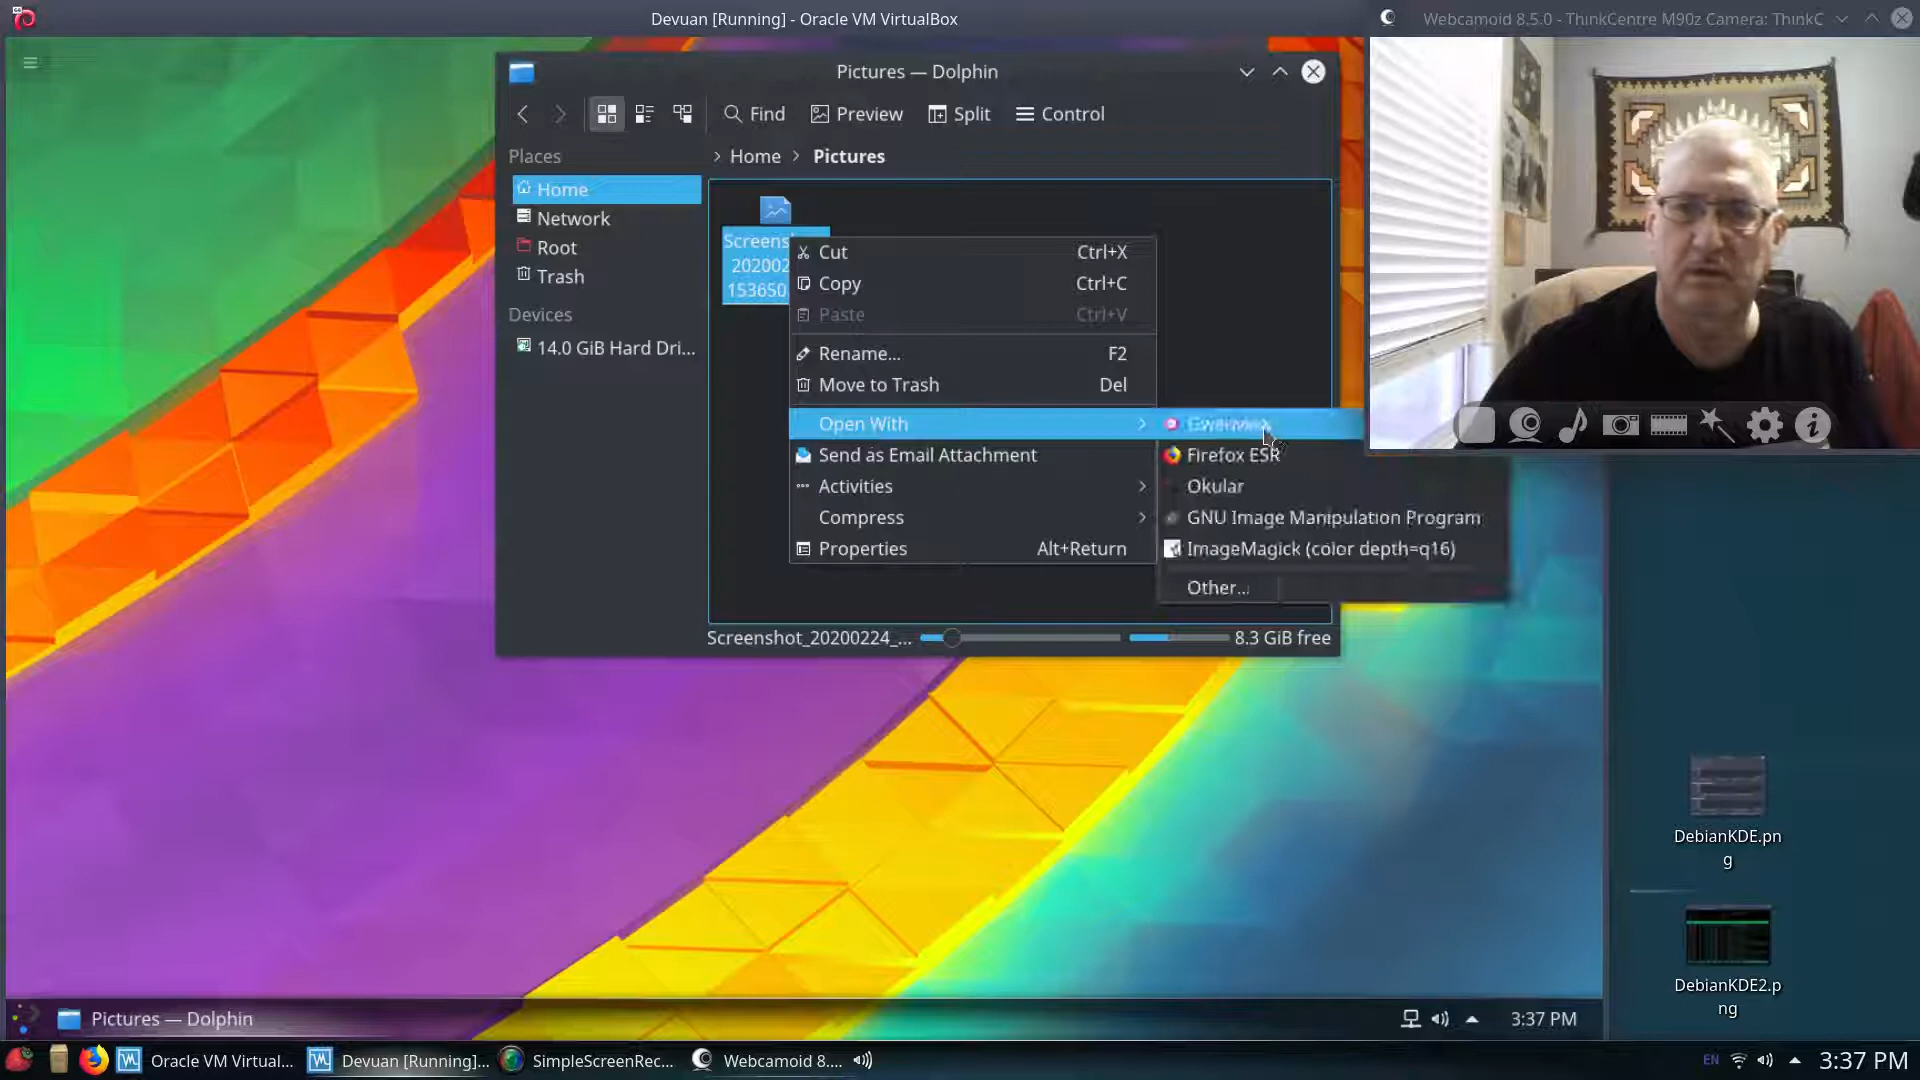 Devuan [Running] - Oracle VM VirtualBox
Webcamoid 8.5.0 - ThinkCentre M90z Camera: ThinkC
Pictures — Dolphin
Find
Preview
Split
Control
Places
Home
Network
Root
Trash
Devices
14.0 GiB Hard Dri...
Home
Pictures
Screens
202002
153650
Cut Ctrl+X
Copy Ctrl+C
Paste Ctrl+V
Rename... F2
Move to Trash Del
Open With
Send as Email Attachment
Activities
Compress
Properties Alt+Return
Firefox ESR
Okular
GNU Image Manipulation Program
ImageMagick (color depth=q16)
Other...
Screenshot_20200224_...
8.3 GiB free
DebianKDE.pn
g
DebianKDE2.p
ng
Pictures — Dolphin
3:37 PM
Oracle VM Virtual...
Devuan [Running]...
SimpleScreenRec...
Webcamoid 8....
EN
3:37 PM